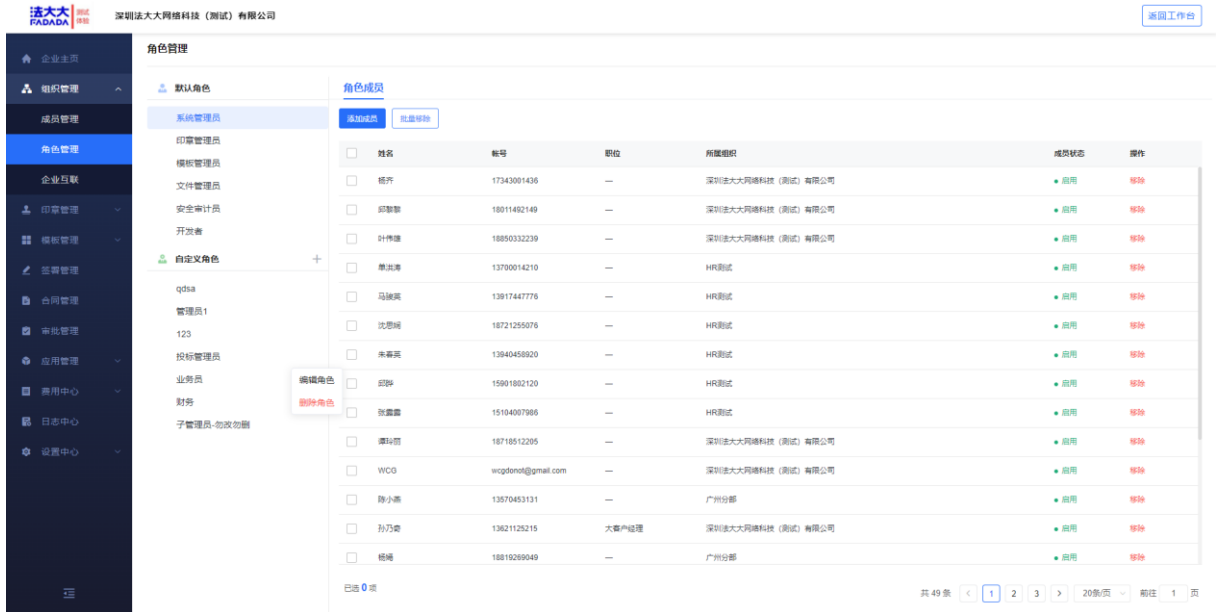 法大大 测试
FADADA 体验
深圳法大大网络科技（测试）有限公司
返回工作台
企业主页
组织管理
成员管理
角色管理
企业互联
印章管理
模板管理
签署管理
合同管理
审批管理
应用管理
费用中心
日志中心
设置中心
角色管理
默认角色
系统管理员
印章管理员
模板管理员
文件管理员
安全审计员
开发者
自定义角色
qdsa
管理员1
123
投标管理员
业务员
财务
子管理员-勿改勿删
编辑角色
删除角色
角色成员
添加成员 批量移除
姓名 帐号 职位 所属组织 成员状态 操作
杨齐 17343001436 — 深圳法大大网络科技（测试）有限公司 启用 移除
邱黎黎 18011492149 — 深圳法大大网络科技（测试）有限公司 启用 移除
叶伟雄 18850332239 — 深圳法大大网络科技（测试）有限公司 启用 移除
单洪涛 13700014210 — HR测试 启用 移除
马骏英 13917447776 — HR测试 启用 移除
沈思 18721255076 — HR测试 启用 移除
朱春英 13940458920 — HR测试 启用 移除
邱骅 15901802120 — HR测试 启用 移除
张露露 15104007986 — HR测试 启用 移除
谭玲丽 18718512205 — 深圳法大大网络科技（测试）有限公司 启用 移除
WCG wcgdonot@gmail.com — 深圳法大大网络科技（测试）有限公司 启用 移除
陈小燕 13570453131 — 广州分部 启用 移除
孙乃奇 13621125215 大客户经理 深圳法大大网络科技（测试）有限公司 启用 移除
杨 18819269049 — 广州分部 启用 移除
已选 0 项
共 49 条 1 2 3 20条/页 前往 1 页